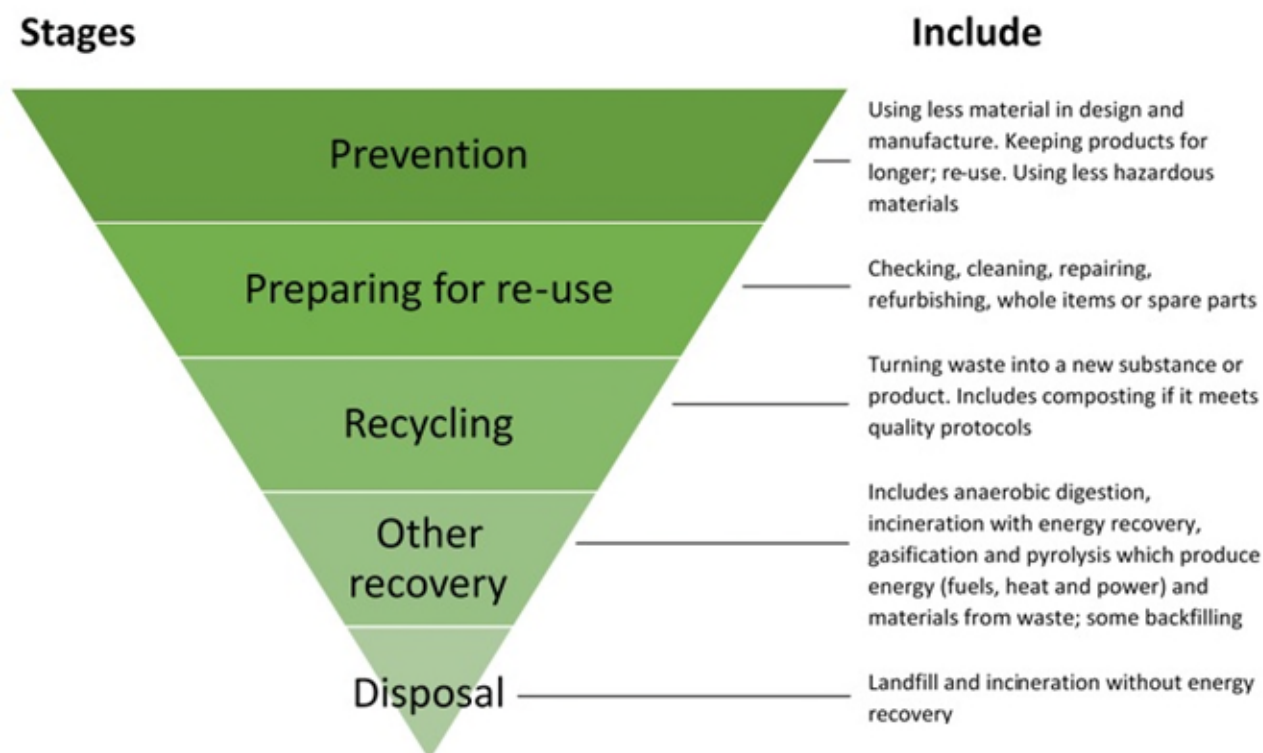 Stages
Include
Prevention
Using less material in design and
manufacture. Keeping products for
longer; re-use. Using less hazardous
materials
Preparing for re-use
Checking, cleaning, repairing,
refurbishing, whole items or spare parts
Recycling
Turning waste into a new substance or
product. Includes composting if it meets
quality protocols
Other
recovery
Includes anaerobic digestion,
incineration with energy recovery,
gasification and pyrolysis which produce
energy (fuels, heat and power) and
materials from waste; some backfilling
Disposal
Landfill and incineration without energy
recovery